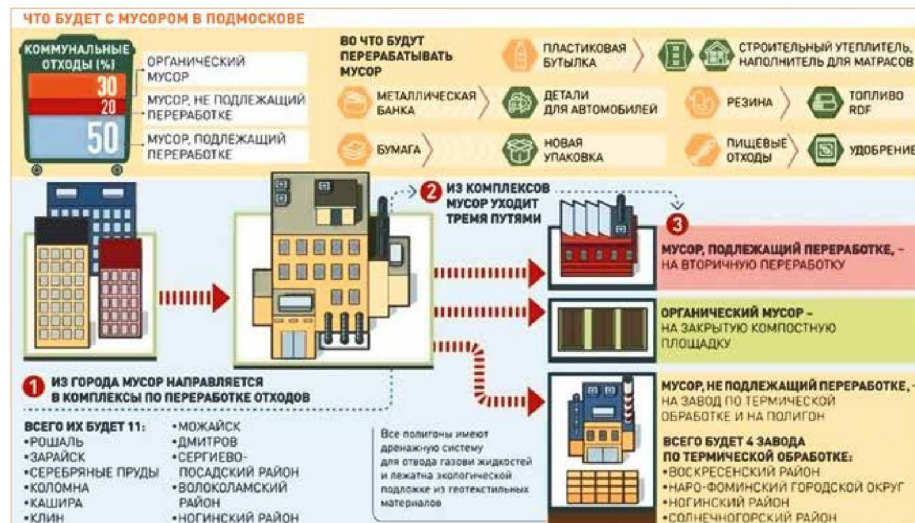 ЧТО БУДЕТ С МУСОРОМ В ПОДМОСКОВЕ
КОММУНАЛЬНЫЕ
ОТХОДЫ (%)
30
20
50
ОРГАНИЧЕСКИЙ
МУСОР
МУСОР, НЕ ПОДЛЕЖАЩИЙ
ПЕРЕРАБОТКЕ
МУСОР, ПОДЛЕЖАЩИЙ
ПЕРЕРАБОТКЕ
ВО ЧТО БУДУТ
ПЕРЕРАБАТЫВАТЬ
МУСОР
ПЛАСТИКОВАЯ
БУТЫЛКА
СТРОИТЕЛЬНЫЙ УТЕПЛИТЕЛЬ,
НАПОЛНИТЕЛЬ ДЛЯ МАТРАСОВ
МЕТАЛЛИЧЕСКАЯ
БАНКА
ДЕТАЛИ
ДЛЯ АВТОМОБИЛЕЙ
РЕЗИНА
ТОПЛИВО
RDF
БУМАГА
НОВАЯ
УПАКОВКА
ПИЩЕВЫЕ
ОТХОДЫ
УДОБРЕНИЕ
2 ИЗ КОМПЛЕКСОВ
МУСОР УХОДИТ
ТРЕМЯ ПУТЯМИ
3
МУСОР, ПОДЛЕЖАЩИЙ ПЕРЕРАБОТКЕ, –
НА ВТОРИЧНУЮ ПЕРЕРАБОТКУ
ОРГАНИЧЕСКИЙ МУСОР –
НА ЗАКРЫТУЮ КОМПОСТНУЮ
ПЛОЩАДКУ
МУСОР, НЕ ПОДЛЕЖАЩИЙ ПЕРЕРАБОТКЕ, –
НА ЗАВОД ПО ТЕРМИЧЕСКОЙ
ОБРАБОТКЕ И НА ПОЛИГОН
ВСЕГО БУДЕТ 4 ЗАВОДА
ПО ТЕРМИЧЕСКОЙ ОБРАБОТКЕ:
•ВОСКРЕСЕНСКИЙ РАЙОН
•НАРО-ФОМИНСКИЙ ГОРОДСКОЙ ОКРУГ
•НОГИНСКИЙ РАЙОН
•СОЛНЕЧНОГОРСКИЙ РАЙОН
1 ИЗ ГОРОДА МУСОР НАПРАВЛЯЕТСЯ
В КОМПЛЕКСЫ ПО ПЕРЕРАБОТКЕ ОТХОДОВ
ВСЕГО ИХ БУДЕТ 11:
•РОШАЛЬ
•ЗАРАЙСК
•СЕРЕБРЯНЫЕ ПРУДЫ
•КОЛОМНА
•КАШИРА
•КЛИН
•МОЖАЙСК
•ДМИТРОВ
•СЕРГИЕВО-
ПОСАДСКИЙ РАЙОН
•ВОЛОКОЛАМСКИЙ
РАЙОН
•НОГИНСКИЙ РАЙОН
Все полигоны имеют
дренажную систему
для отвода газови жидкостей
и лежатна экологической
подложке из геотекстильных
материалов